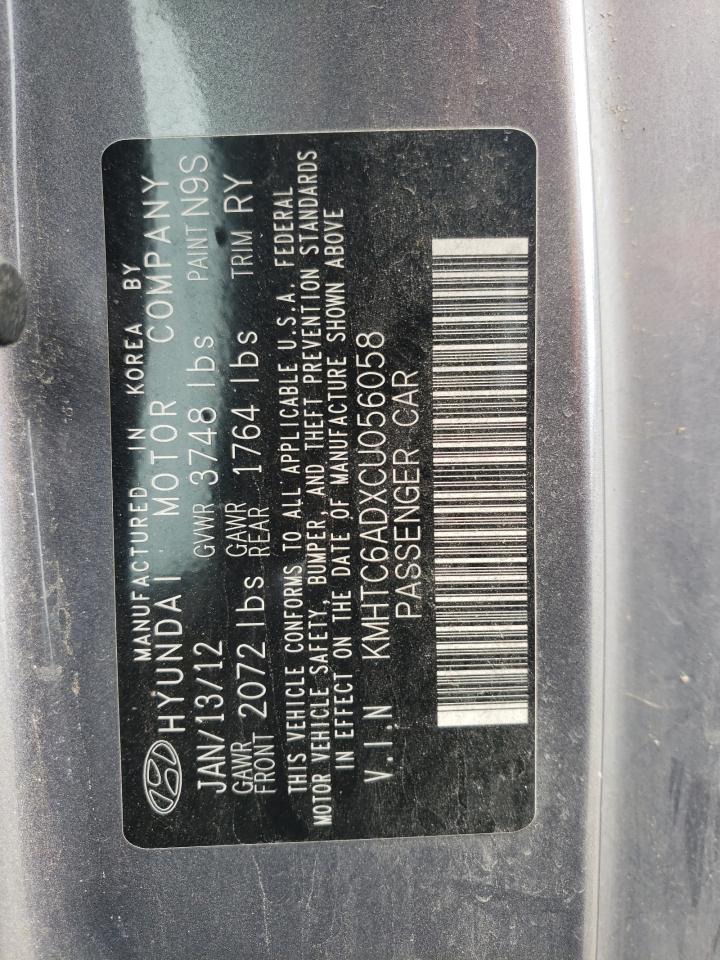 MANUFACTURED IN KOREA BY
HYUNDAI MOTOR COMPANY
JAN/13/12 GVWR 3748 lbs PAINT N9S
GAWR FRONT 2072 lbs GAWR REAR 1764 lbs TRIM RY
THIS VEHICLE CONFORMS TO ALL APPLICABLE U.S.A. FEDERAL
MOTOR VEHICLE SAFETY, BUMPER, AND THEFT PREVENTION STANDARDS
IN EFFECT ON THE DATE OF MANUFACTURE SHOWN ABOVE
V.I.N KMHTC6ADXCU056058
PASSENGER CAR